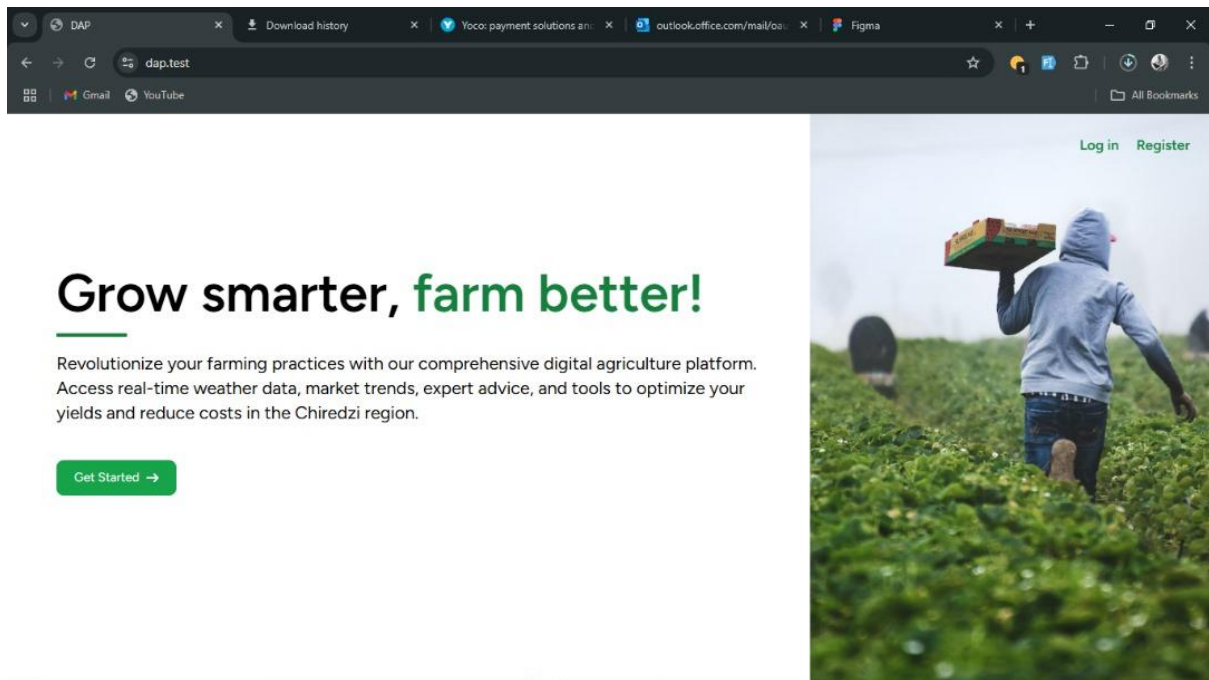 DAP
Download history
Yoco: payment solutions an
outlook.office.com/mail/oau
Figma
dap.test
1
Gmail
YouTube
All Bookmarks
Log in Register
Grow smarter, farm better!
Revolutionize your farming practices with our comprehensive digital agriculture platform.
Access real-time weather data, market trends, expert advice, and tools to optimize your
yields and reduce costs in the Chiredzi region.
Get Started →